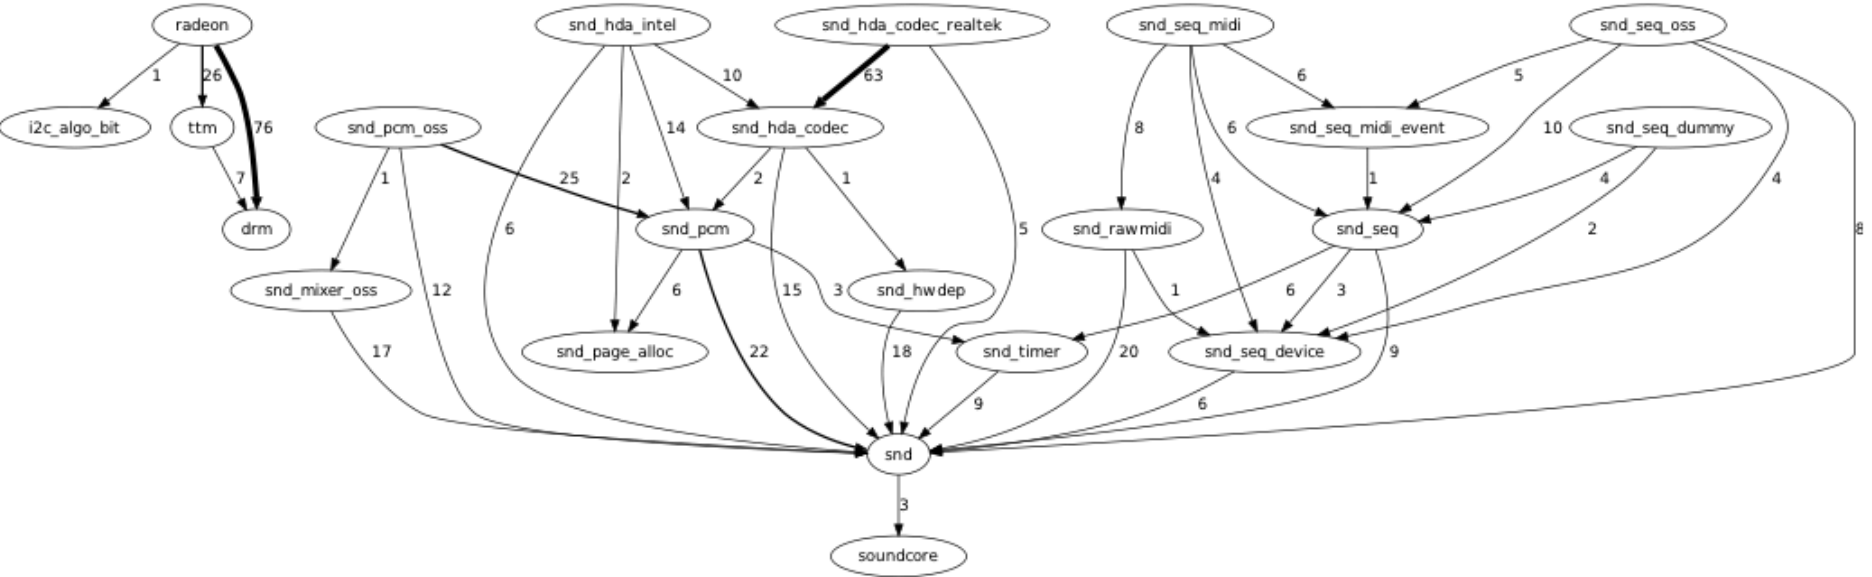 radeon snd_hda_intel snd_hda_codec_realtek snd_seq_midi snd_seq_oss
1 26 10 63 6 5
i2c_algo_bit ttm 76 snd_pcm_oss 14 snd_hda_codec 8 6 snd_seq_midi_event 10 snd_seq_dummy
7 1 25 2 2 1 4 1 4 4
drm 6 snd_pcm 5 snd_rawmidi snd_seq 2 8
snd_mixer_oss 12 6 15 3 snd_hwdep 1 6 3
17 snd_page_alloc 22 18 snd_timer 20 snd_seq_device 9
9 6
snd
3
soundcore